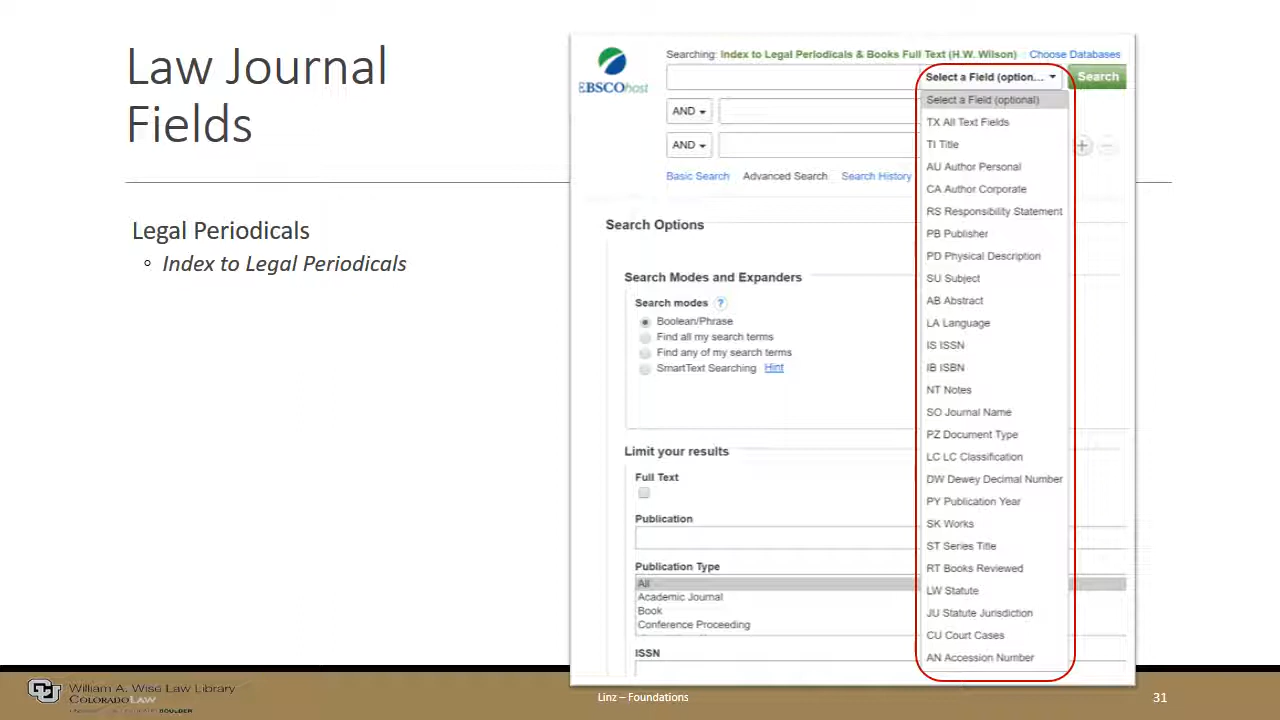 Law Journal
Fields
Legal Periodicals
◦ Index to Legal Periodicals
EBSCOhost
Searching: Index to Legal Periodicals & Books Full Text (H.W. Wilson) Choose Databases
Select a Field (option... Search
AND
AND
Basic Search Advanced Search Search History
Select a Field (optional)
TX All Text Fields
TI Title
AU Author Personal
CA Author Corporate
RS Responsibility Statement
PB Publisher
PD Physical Description
SU Subject
AB Abstract
LA Language
IS ISSN
IB ISBN
NT Notes
SO Journal Name
PZ Document Type
LC LC Classification
DW Dewey Decimal Number
PY Publication Year
SK Works
ST Series Title
RT Books Reviewed
LW Statute
JU Statute Jurisdiction
CU Court Cases
AN Accession Number
Search Options
Search Modes and Expanders
Search modes ?
Boolean/Phrase
Find all my search terms
Find any of my search terms
SmartText Searching Hint
Limit your results
Full Text
Publication
Publication Type
All
Academic Journal
Book
Conference Proceeding
ISSN
CU
William A. Wise Law Library
COLORADO LAW
BOULDER
Linz – Foundations
31